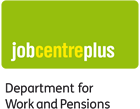 jobcentreplus
Department for
Work and Pensions